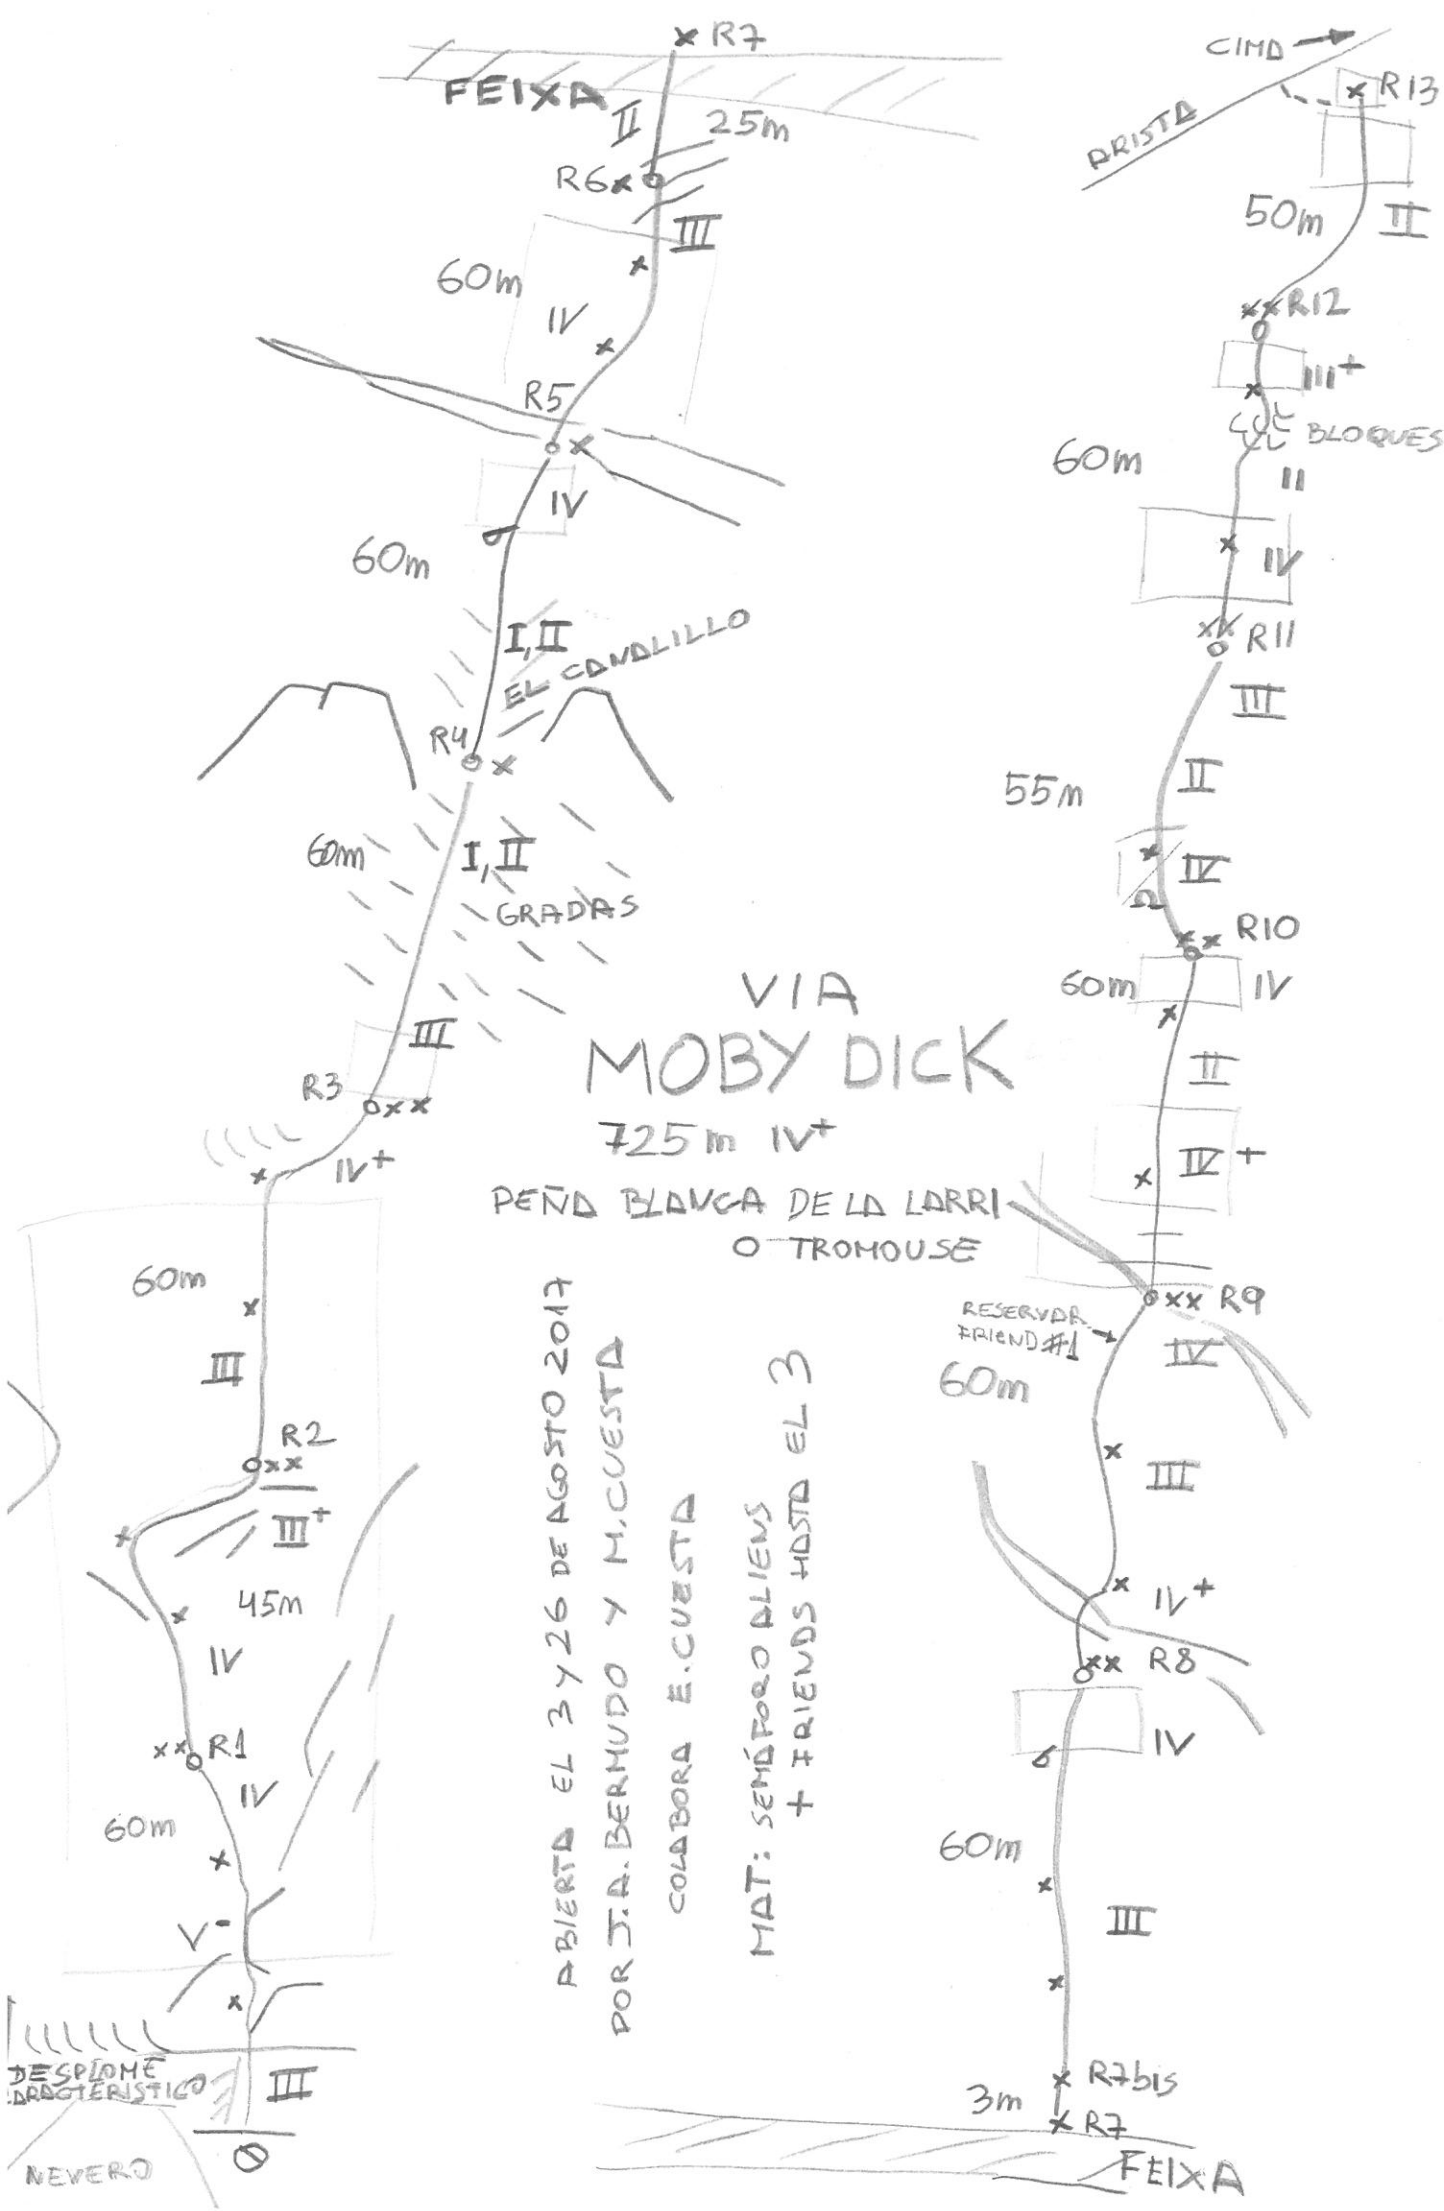 R7
FEIXA
II
25m
R6
III
60m
IV
R5
IV
60m
I, II
EL CANALILLO
R4
60m
I, II
GRADAS
III
R3
IV+
60m
III
R2
III+
45m
IV
R1
IV
60m
V-
DESPLOME
ARACTERISTICO
III
NEVERO
VIA
MOBY DICK
725m IV+
PEÑA BLANCA DE LA LARRI
O TROMOUSE
ABIERTA EL 3 Y 26 DE AGOSTO 2017
POR J.A. BERMUDO Y M. CUESTA
COLABORA E. CUESTA
MAT: SEMÁFORO ALIENS
+ FRIENDS HASTA EL 3
CIMA
ARISTA
R13
50m
II
R12
III+
BLOQUES
60m
II
IV
R11
III
55m
II
IV
R10
60m
IV
II
IV+
R9
RESERVAR
FRIEND #1
IV
60m
III
IV+
R8
IV
60m
III
R7bis
3m
R7
FEIXA